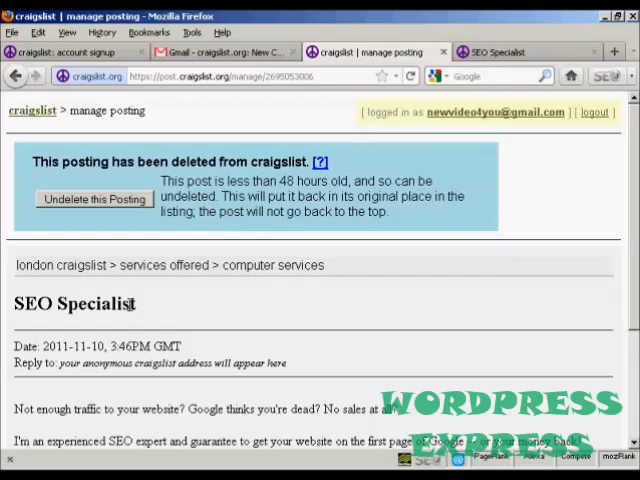 craigslist | manage posting - Mozilla Firefox
File Edit View History Bookmarks Tools Help
craigslist: account signup
Gmail - craigslist.org: New C...
craigslist | manage posting
SEO Specialist
craigslist.org https://post.craigslist.org/manage/2695053006
Google
craigslist > manage posting
[ logged in as newvideo4you@gmail.com ] [ logout ]
This posting has been deleted from craigslist. [?]
Undelete this Posting
This post is less than 48 hours old, and so can be
undeleted. This will put it back in its original place in the
listing; the post will not go back to the top.
london craigslist > services offered > computer services
SEO Specialist
Date: 2011-11-10, 3:46PM GMT
Reply to: your anonymous craigslist address will appear here
Not enough traffic to your website? Google thinks you're dead? No sales at all?
I'm an experienced SEO expert and guarantee to get your website on the first page of Google - or your money back!
WORDPRESS
EXPRESS
PageRank Alexa Compete mozRank